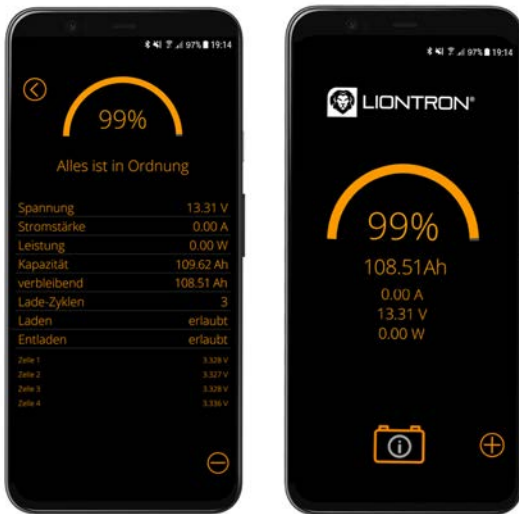 97% 19:14
99%
Alles ist in Ordnung
Spannung 13.31 V
Stromstärke 0.00 A
Leistung 0.00 W
Kapazität 109.62 Ah
verbleibend 108.51 Ah
Lade-Zyklen 3
Laden erlaubt
Entladen erlaubt
Zelle 1 3.328 V
Zelle 2 3.327 V
Zelle 3 3.328 V
Zelle 4 3.336 V
97% 19:14
LIONTRON®
99%
108.51Ah
0.00 A
13.31 V
0.00 W